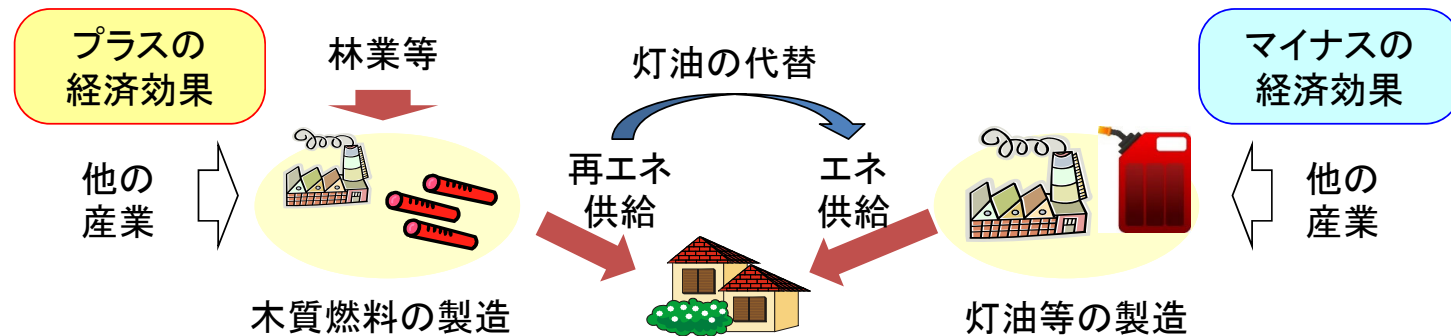 プラスの
経済効果
林業等
灯油の代替
マイナスの
経済効果
他の
産業
再エネ
供給
エネ
供給
他の
産業
木質燃料の製造
灯油等の製造